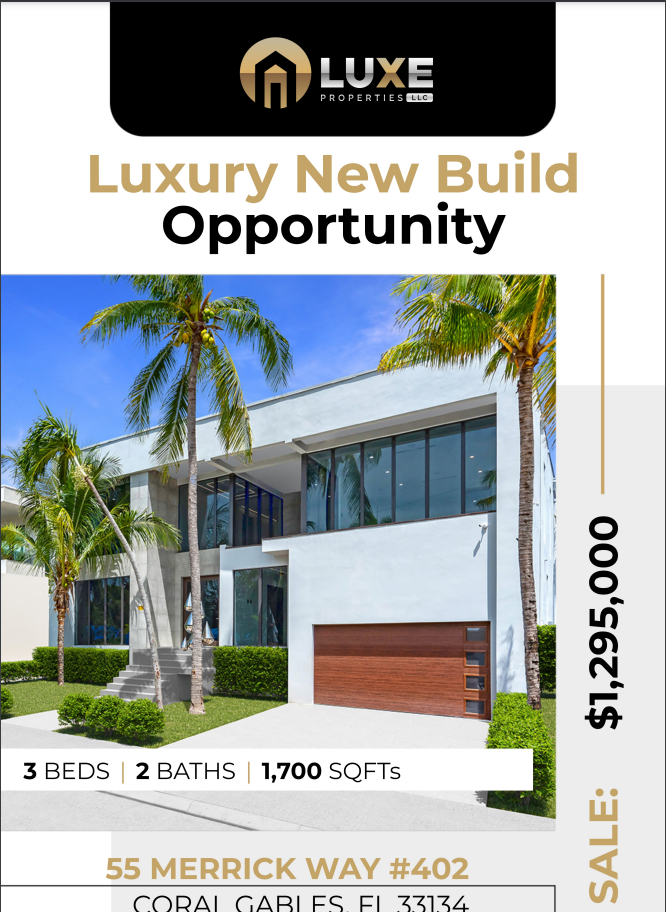 LUXE
PROPERTIES LLC
Luxury New Build
Opportunity
3 BEDS | 2 BATHS | 1,700 SQFTs
SALE: $1,295,000
55 MERRICK WAY #402
CORAL GABLES, FL 33134